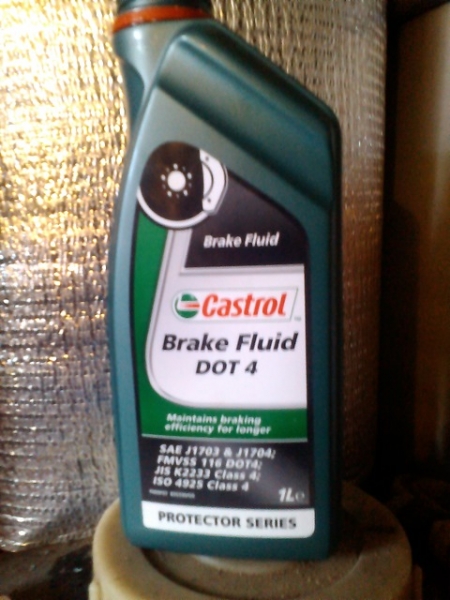 Brake Fluid
Castrol
Brake Fluid
DOT 4
Maintains braking
efficiency for longer
SAE J1703 & J1704;
FMVSS 116 DOT4;
JIS K2233 Class 4;
ISO 4925 Class 4
1L℮
PROTECTOR SERIES